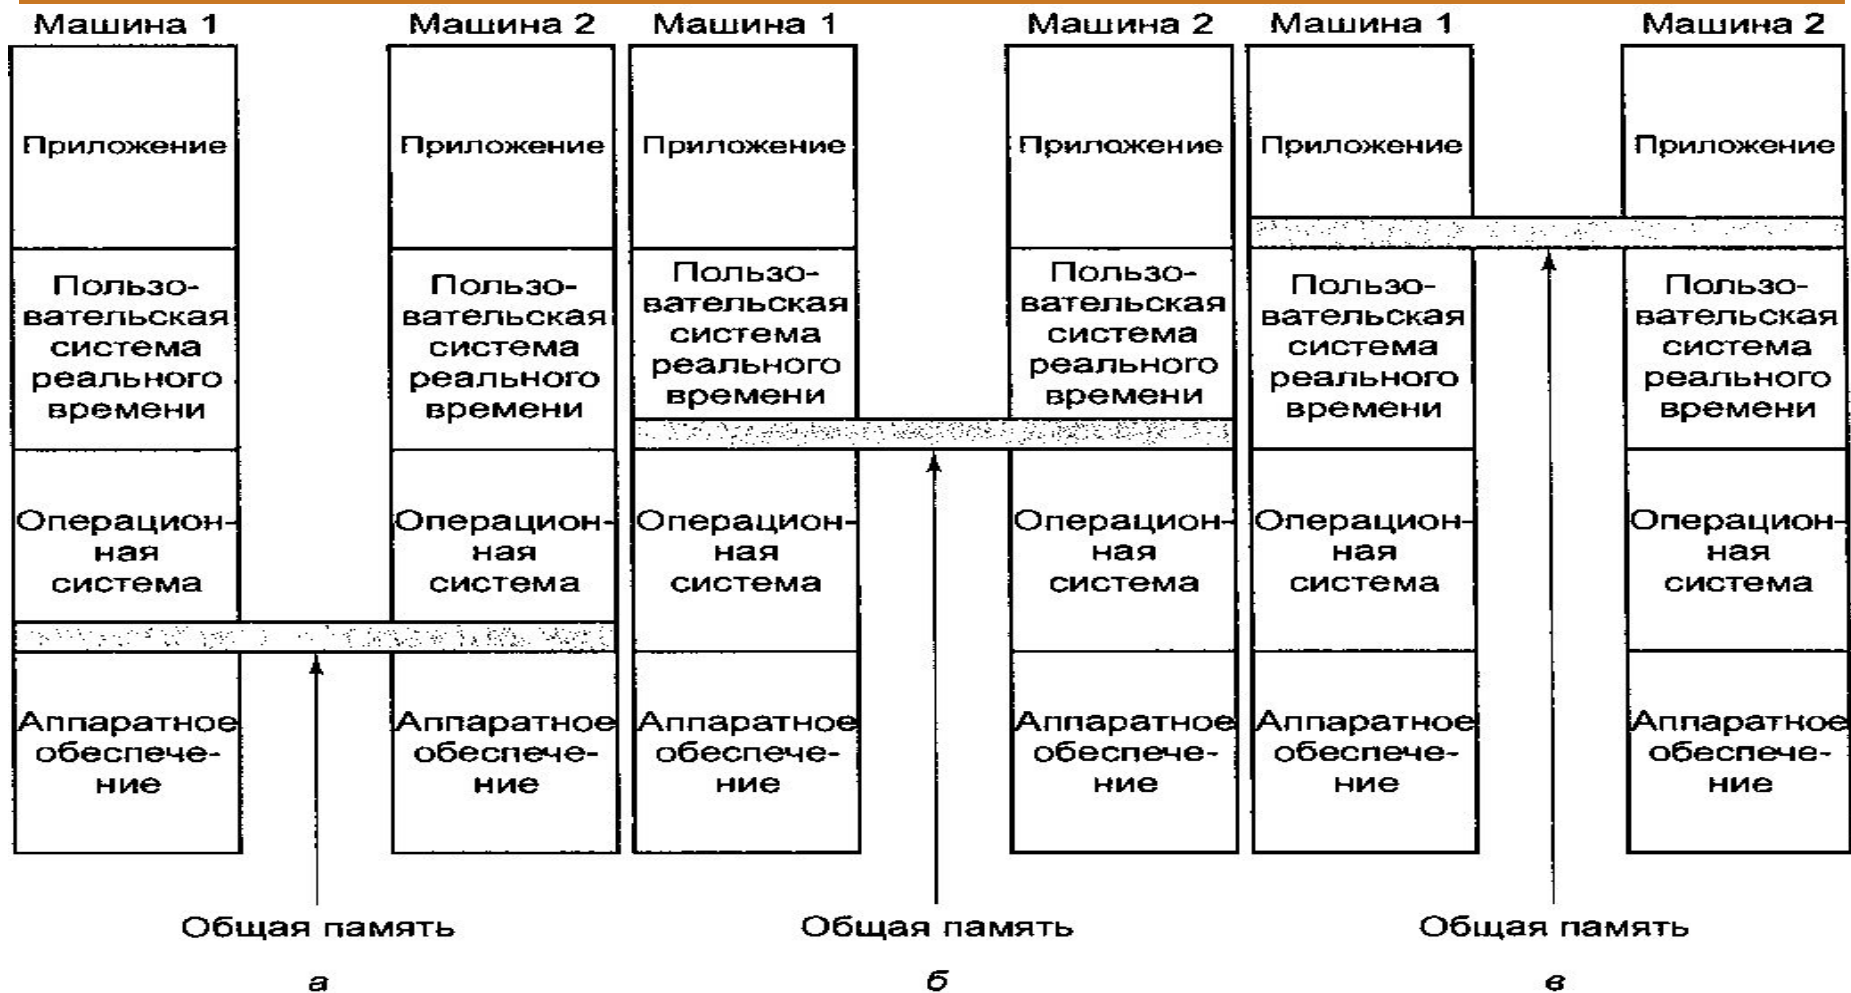 Машина 1
Машина 2
Машина 1
Машина 2
Машина 1
Машина 2
Приложение
Приложение
Приложение
Приложение
Приложение
Приложение
Пользо-
вательская
система
реального
времени
Пользо-
вательская
система
реального
времени
Пользо-
вательская
система
реального
времени
Пользо-
вательская
система
реального
времени
Пользо-
вательская
система
реального
времени
Пользо-
вательская
система
реального
времени
Операцион-
ная
система
Операцион-
ная
система
Операцион-
ная
система
Операцион-
ная
система
Операцион-
ная
система
Операцион-
ная
система
Аппаратное
обеспече-
ние
Аппаратное
обеспече-
ние
Аппаратное
обеспече-
ние
Аппаратное
обеспече-
ние
Аппаратное
обеспече-
ние
Аппаратное
обеспече-
ние
Общая память
Общая память
Общая память
а
б
в